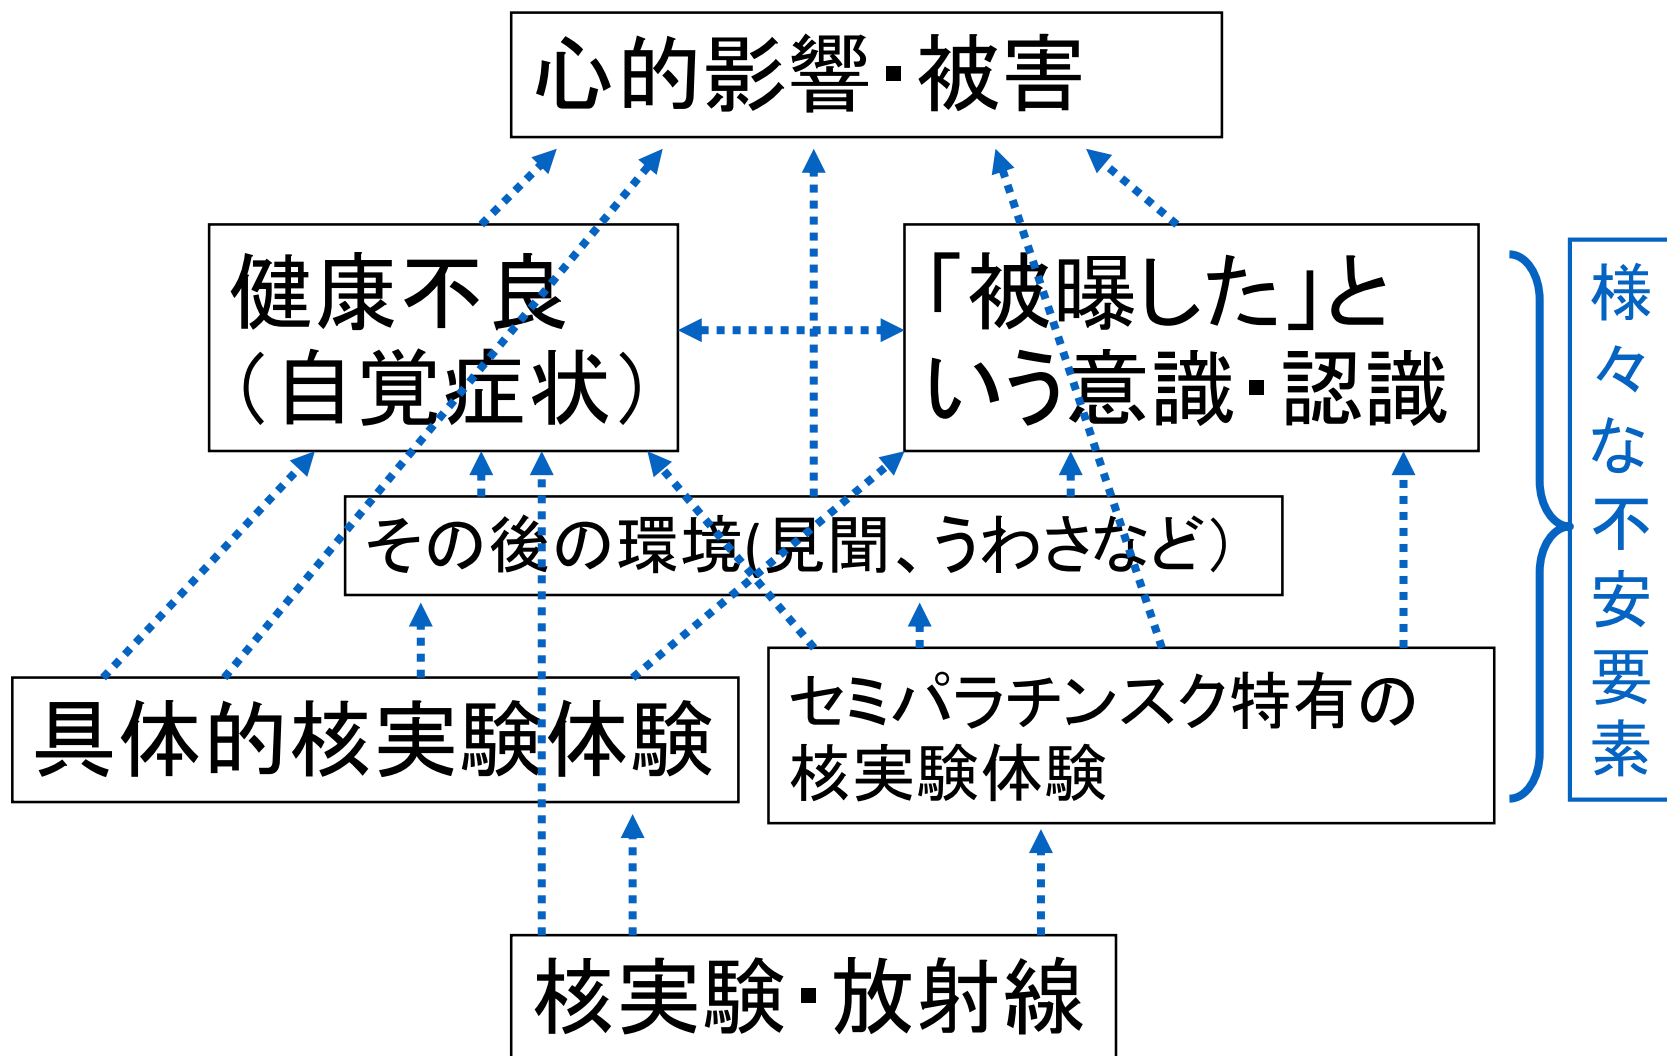 心的影響・被害
健康不良
（自覚症状）
「被曝した」と
いう意識・認識
その後の環境(見聞、うわさなど）
具体的核実験体験
セミパラチンスク特有の
核実験体験
核実験・放射線
様々な不安要素